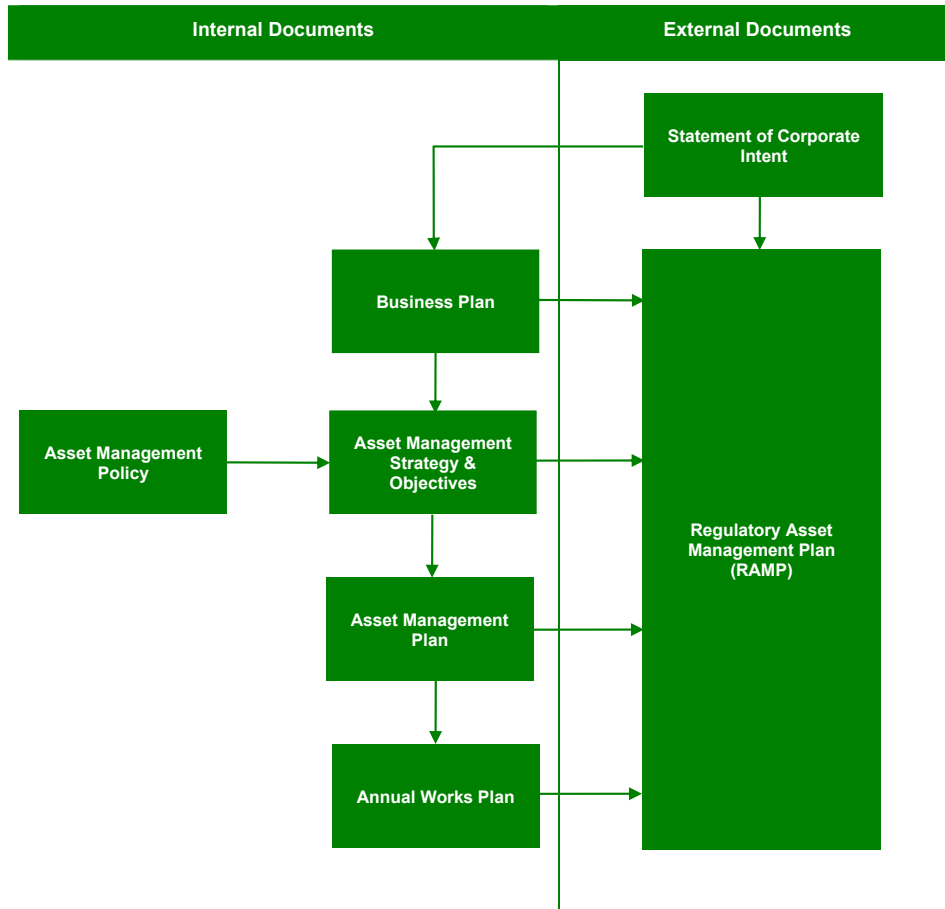 Internal Documents
External Documents
Statement of Corporate
Intent
Business Plan
Asset Management
Policy
Asset Management
Strategy &
Objectives
Regulatory Asset
Management Plan
(RAMP)
Asset Management
Plan
Annual Works Plan